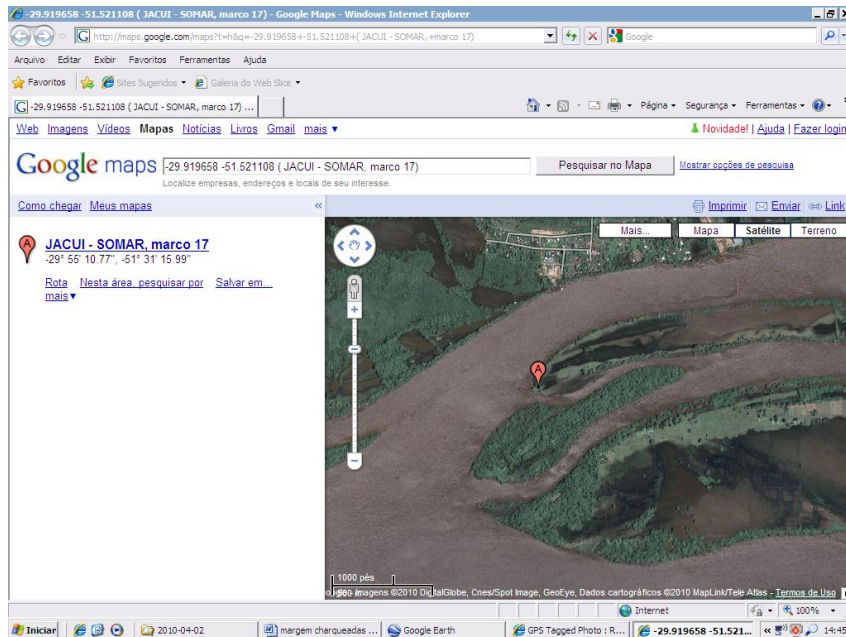 -29.919658 -51.521108 ( JACUI - SOMAR, marco 17) - Google Maps - Windows Internet Explorer
http://maps.google.com/maps?t=h&q=-29.919658+-51.521108+( JACUI - SOMAR,+marco 17)
Google
Arquivo Editar Exibir Favoritos Ferramentas Ajuda
Favoritos Sites Sugeridos Galeria do Web Slice
-29.919658 -51.521108 ( JACUI - SOMAR, marco 17) ...
Página Segurança Ferramentas
Web Imagens Vídeos Mapas Notícias Livros Gmail mais
Novidade! | Ajuda | Fazer login
Google maps
-29.919658 -51.521108 ( JACUI - SOMAR, marco 17)
Pesquisar no Mapa
Mostrar opções de pesquisa
Localize empresas, endereços e locais de seu interesse.
Como chegar Meus mapas «
Imprimir Enviar Link
A JACUI - SOMAR, marco 17
-29° 55' 10.77", -51° 31' 15.99"
Rota Nesta área, pesquisar por Salvar em...
mais
Mais... Mapa Satélite Terreno
A
1000 pés
Imagens ©2010 DigitalGlobe, Cnes/Spot Image, GeoEye, Dados cartográficos ©2010 MapLink/Tele Atlas - Termos de Uso
Internet 100%
Iniciar 2010-04-02 margem charqueadas ... Google Earth GPS Tagged Photo : R... -29.919658 -51.521... 14:45